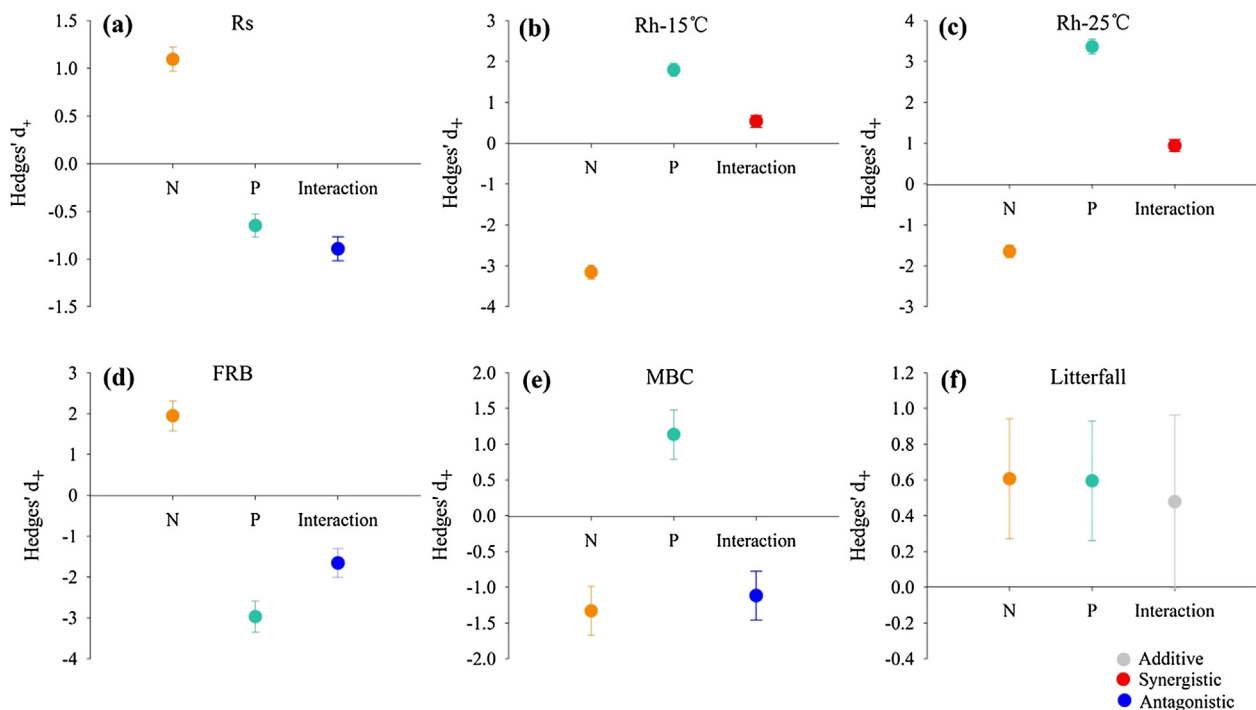 (a) Rs
1.5
1.0
0.5
0.0
-0.5
-1.0
-1.5
Hedges' d+
N P Interaction
(b) Rh-15℃
3
2
1
0
-1
-2
-3
-4
Hedges' d+
N P Interaction
(c) Rh-25℃
4
3
2
1
0
-1
-2
-3
Hedges' d+
N P Interaction
(d) FRB
3
2
1
0
-1
-2
-3
-4
Hedges' d+
N P Interaction
(e) MBC
2.0
1.5
1.0
0.5
0.0
-0.5
-1.0
-1.5
-2.0
Hedges' d+
N P Interaction
(f) Litterfall
1.2
1.0
0.8
0.6
0.4
0.2
0.0
-0.2
-0.4
Hedges' d+
N P Interaction
Additive
Synergistic
Antagonistic